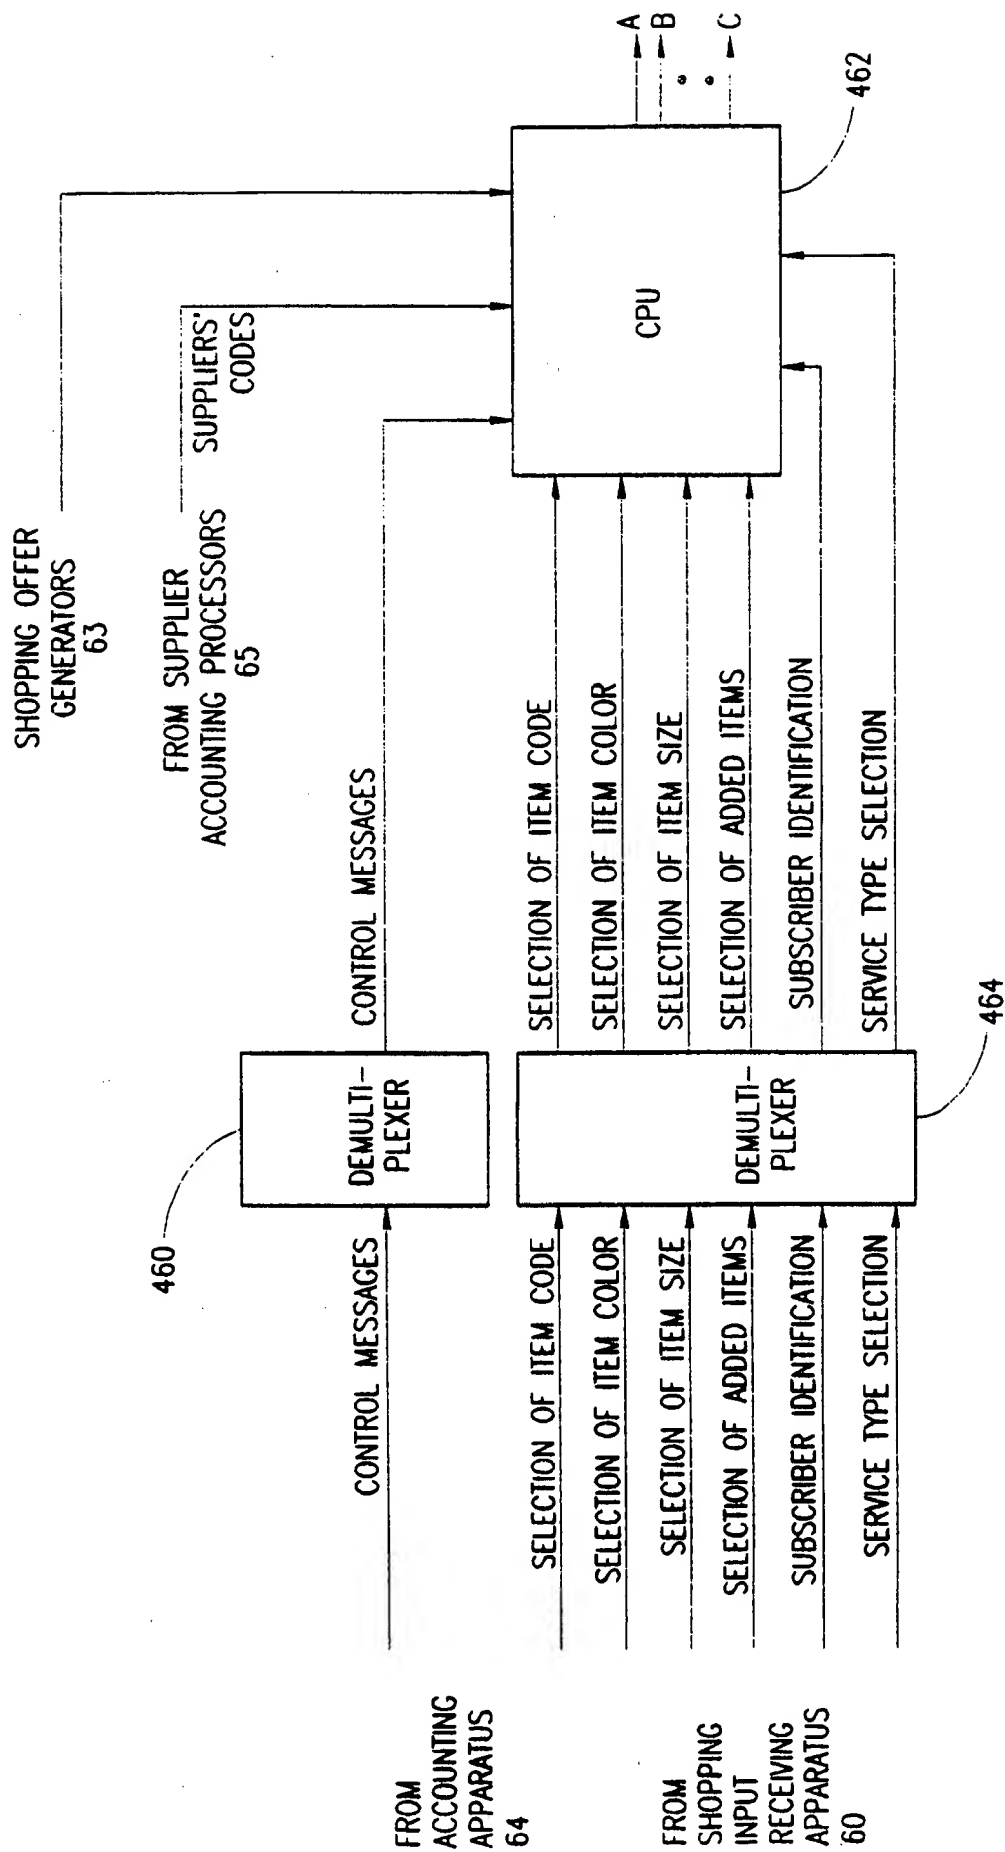 SHOPPING OFFER
GENERATORS
63
FROM SUPPLIER
ACCOUNTING PROCESSORS
65
SUPPLIERS'
CODES
FROM
ACCOUNTING
APPARATUS
64
CONTROL MESSAGES
460
DEMULTI-
PLEXER
CONTROL MESSAGES
FROM
SHOPPING
INPUT
RECEIVING
APPARATUS
60
SELECTION OF ITEM CODE
SELECTION OF ITEM COLOR
SELECTION OF ITEM SIZE
SELECTION OF ADDED ITEMS
SUBSCRIBER IDENTIFICATION
SERVICE TYPE SELECTION
DEMULTI-
PLEXER
464
SELECTION OF ITEM CODE
SELECTION OF ITEM COLOR
SELECTION OF ITEM SIZE
SELECTION OF ADDED ITEMS
SUBSCRIBER IDENTIFICATION
SERVICE TYPE SELECTION
CPU
462
A
B
C